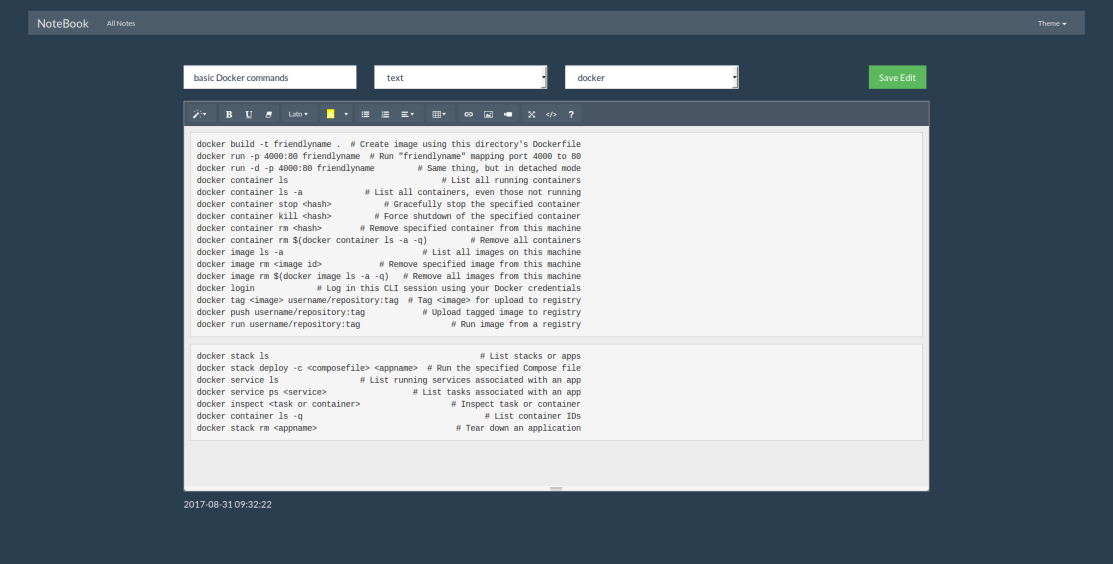 NoteBook All Notes Theme
basic Docker commands text docker Save Edit
B U Lato A </> ?
docker build -t friendlyname .  # Create image using this directory's Dockerfile
docker run -p 4000:80 friendlyname  # Run "friendlyname" mapping port 4000 to 80
docker run -d -p 4000:80 friendlyname         # Same thing, but in detached mode
docker container ls                                # List all running containers
docker container ls -a             # List all containers, even those not running
docker container stop <hash>           # Gracefully stop the specified container
docker container kill <hash>         # Force shutdown of the specified container
docker container rm <hash>        # Remove specified container from this machine
docker container rm $(docker container ls -a -q)         # Remove all containers
docker image ls -a                             # List all images on this machine
docker image rm <image id>            # Remove specified image from this machine
docker image rm $(docker image ls -a -q)   # Remove all images from this machine
docker login             # Log in this CLI session using your Docker credentials
docker tag <image> username/repository:tag  # Tag <image> for upload to registry
docker push username/repository:tag            # Upload tagged image to registry
docker run username/repository:tag                   # Run image from a registry
docker stack ls                                            # List stacks or apps
docker stack deploy -c <composefile> <appname>  # Run the specified Compose file
docker service ls                 # List running services associated with an app
docker service ps <service>                  # List tasks associated with an app
docker inspect <task or container>                   # Inspect task or container
docker container ls -q                                      # List container IDs
docker stack rm <appname>                             # Tear down an application
2017-08-31 09:32:22